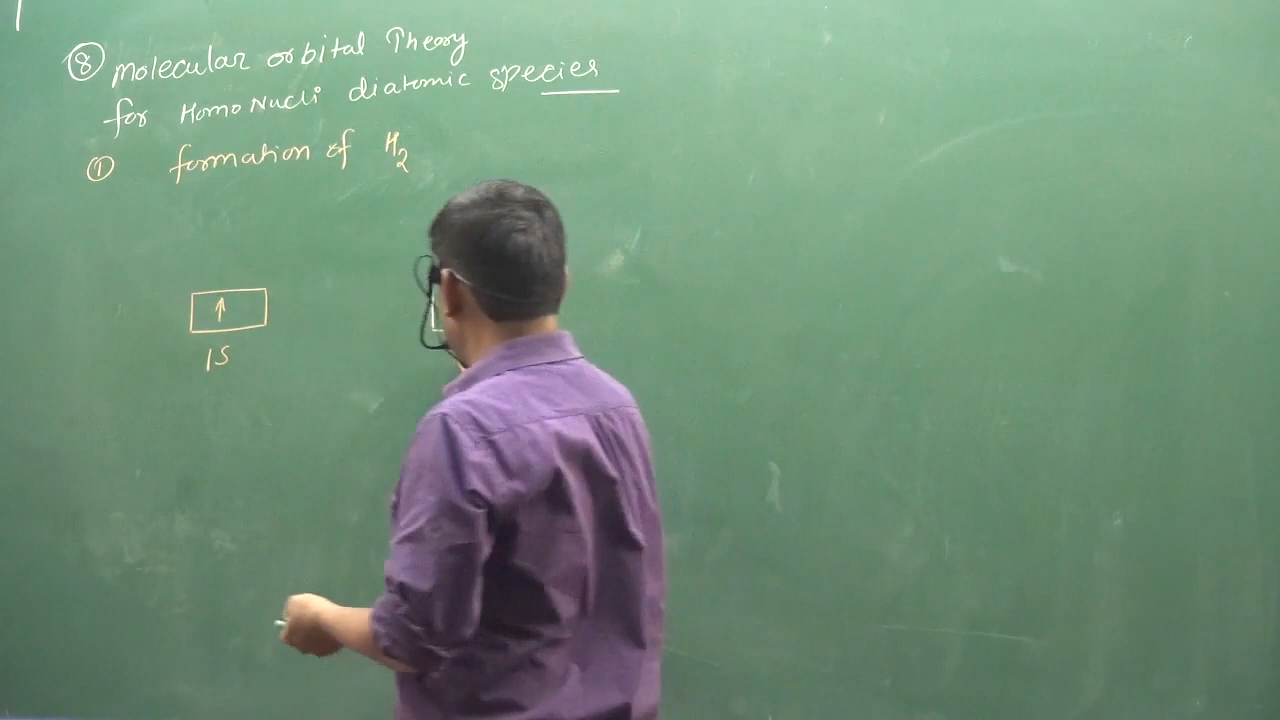 ⑧ Molecular orbital Theory
for Homo Nucli diatomic species
① formation of H₂
↑
1S